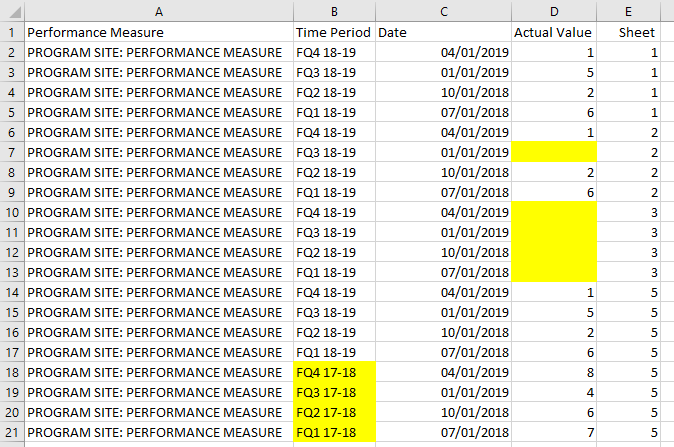 A B C D E
1 Performance Measure Time Period Date Actual Value Sheet
2 PROGRAM SITE: PERFORMANCE MEASURE FQ4 18-19 04/01/2019 1 1
3 PROGRAM SITE: PERFORMANCE MEASURE FQ3 18-19 01/01/2019 5 1
4 PROGRAM SITE: PERFORMANCE MEASURE FQ2 18-19 10/01/2018 2 1
5 PROGRAM SITE: PERFORMANCE MEASURE FQ1 18-19 07/01/2018 6 1
6 PROGRAM SITE: PERFORMANCE MEASURE FQ4 18-19 04/01/2019 1 2
7 PROGRAM SITE: PERFORMANCE MEASURE FQ3 18-19 01/01/2019 2
8 PROGRAM SITE: PERFORMANCE MEASURE FQ2 18-19 10/01/2018 2 2
9 PROGRAM SITE: PERFORMANCE MEASURE FQ1 18-19 07/01/2018 6 2
10 PROGRAM SITE: PERFORMANCE MEASURE FQ4 18-19 04/01/2019 3
11 PROGRAM SITE: PERFORMANCE MEASURE FQ3 18-19 01/01/2019 3
12 PROGRAM SITE: PERFORMANCE MEASURE FQ2 18-19 10/01/2018 3
13 PROGRAM SITE: PERFORMANCE MEASURE FQ1 18-19 07/01/2018 3
14 PROGRAM SITE: PERFORMANCE MEASURE FQ4 18-19 04/01/2019 1 5
15 PROGRAM SITE: PERFORMANCE MEASURE FQ3 18-19 01/01/2019 5 5
16 PROGRAM SITE: PERFORMANCE MEASURE FQ2 18-19 10/01/2018 2 5
17 PROGRAM SITE: PERFORMANCE MEASURE FQ1 18-19 07/01/2018 6 5
18 PROGRAM SITE: PERFORMANCE MEASURE FQ4 17-18 04/01/2019 8 5
19 PROGRAM SITE: PERFORMANCE MEASURE FQ3 17-18 01/01/2019 4 5
20 PROGRAM SITE: PERFORMANCE MEASURE FQ2 17-18 10/01/2018 6 5
21 PROGRAM SITE: PERFORMANCE MEASURE FQ1 17-18 07/01/2018 7 5